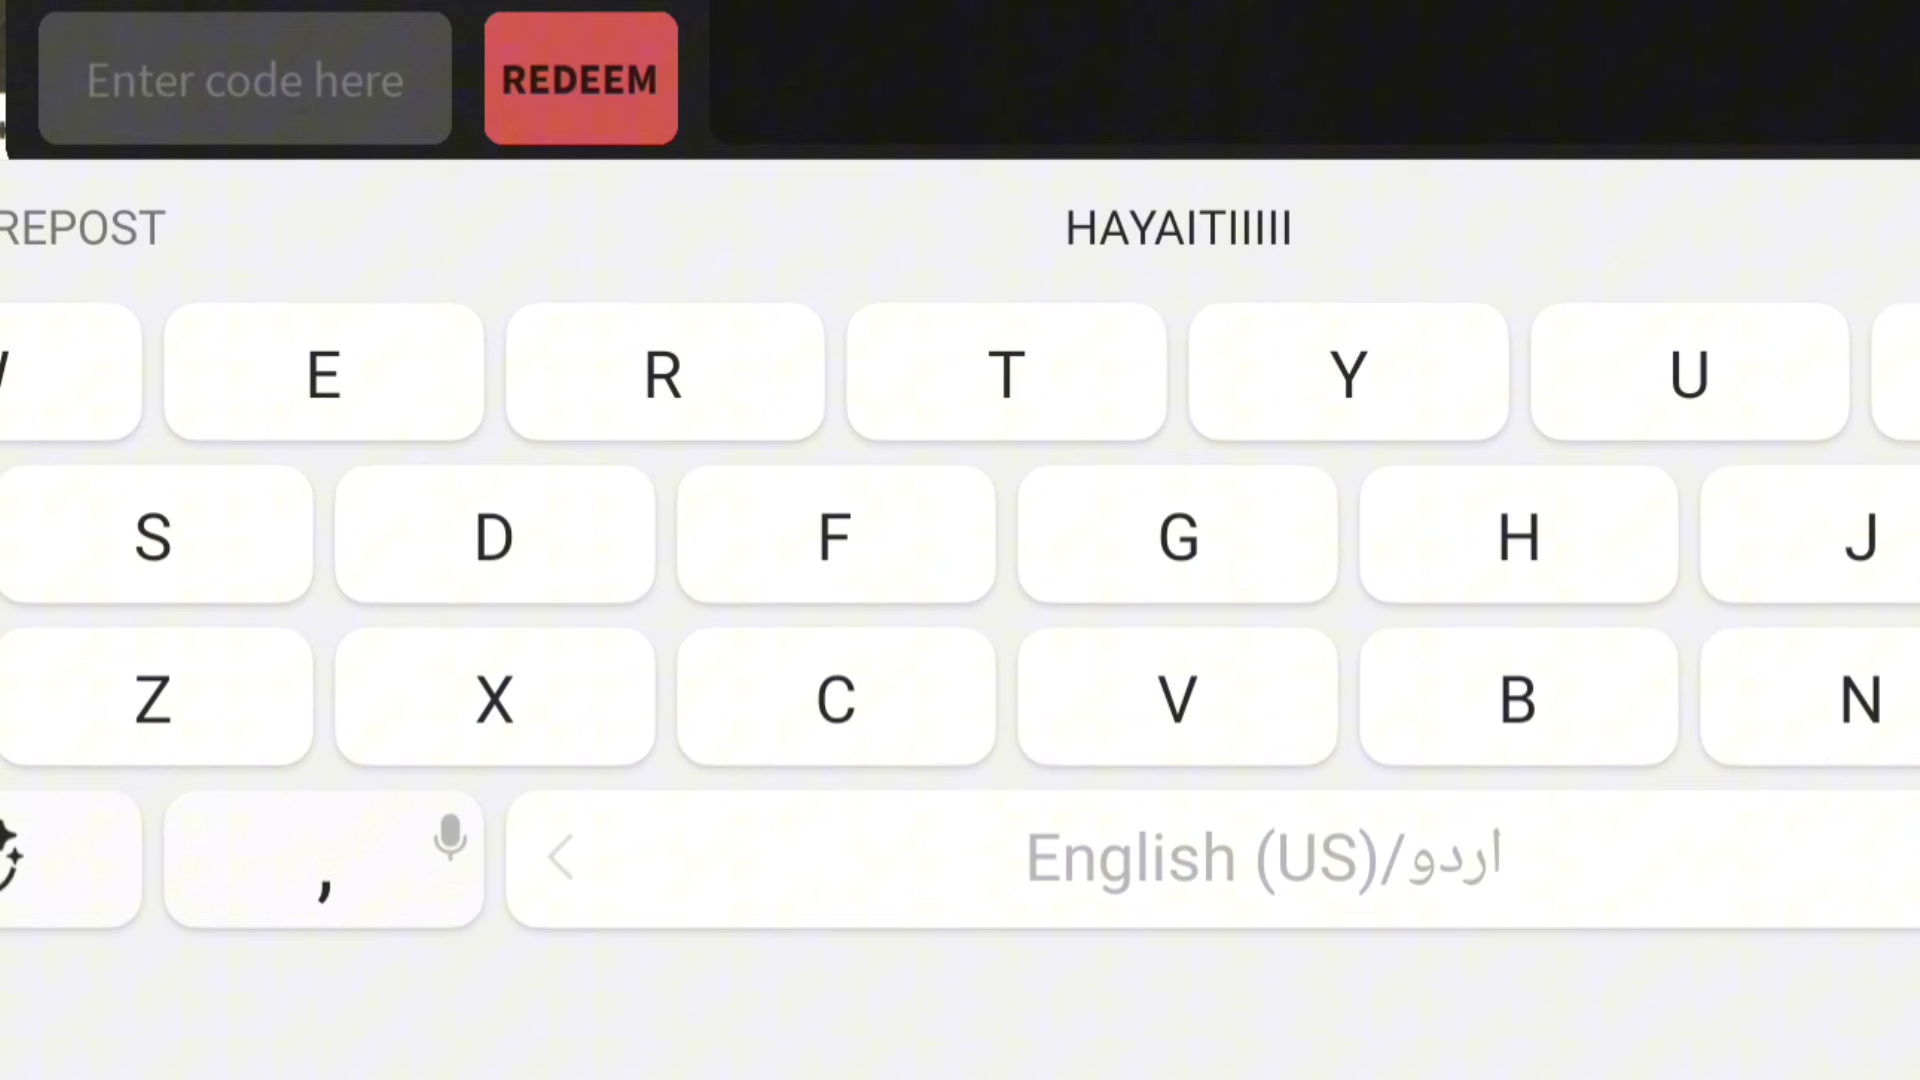 Enter code here REDEEM
REPOST HAYAITIIIII
E R T Y U
S D F G H J
Z X C V B N
, English (US)/اردو